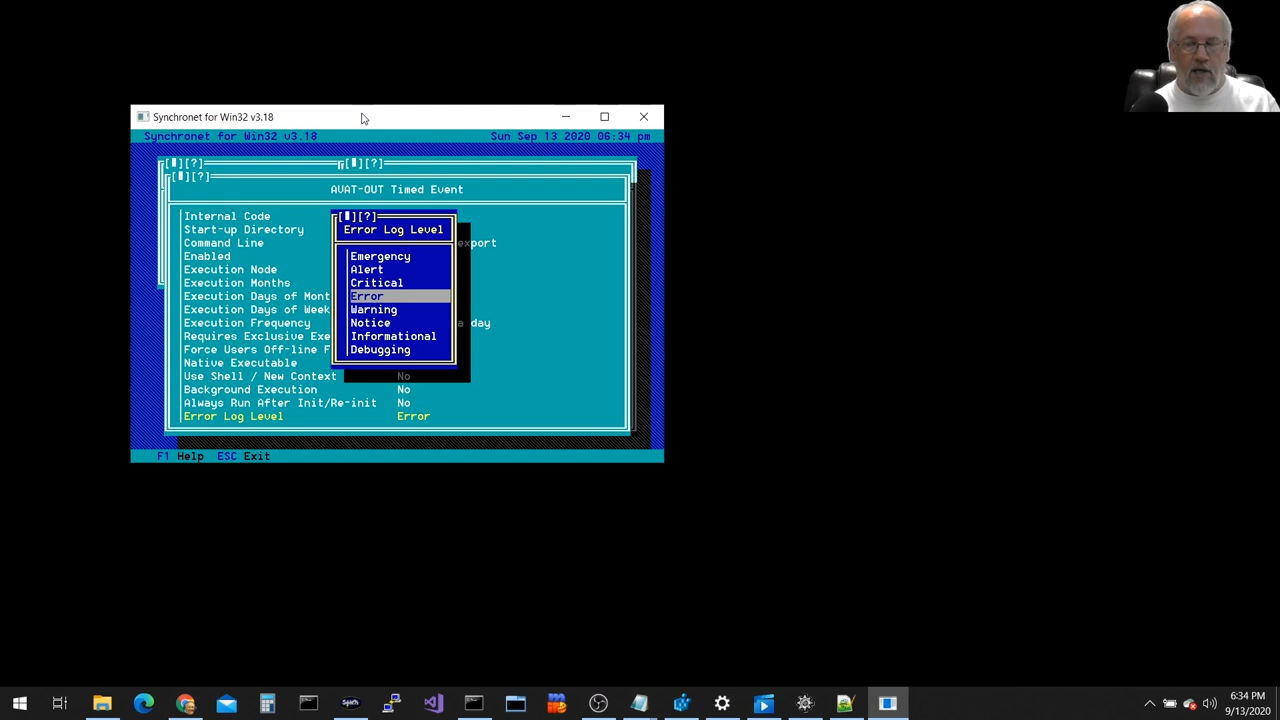 Synchronet for Win32 v3.18
Synchronet for Win32 v3.18 Sun Sep 13 2020 06:34 pm
[?] [?]
[?]
AVAT-OUT Timed Event
Internal Code
Start-up Directory
Command Line export
Enabled
Execution Node
Execution Months
Execution Days of Mont
Execution Days of Week
Execution Frequency a day
Requires Exclusive Exe
Force Users Off-line F
Native Executable
Use Shell / New Context No
Background Execution No
Always Run After Init/Re-init No
Error Log Level Error
[?]
Error Log Level
Emergency
Alert
Critical
Error
Warning
Notice
Informational
Debugging
F1 Help ESC Exit
6:34 PM
9/13/2020